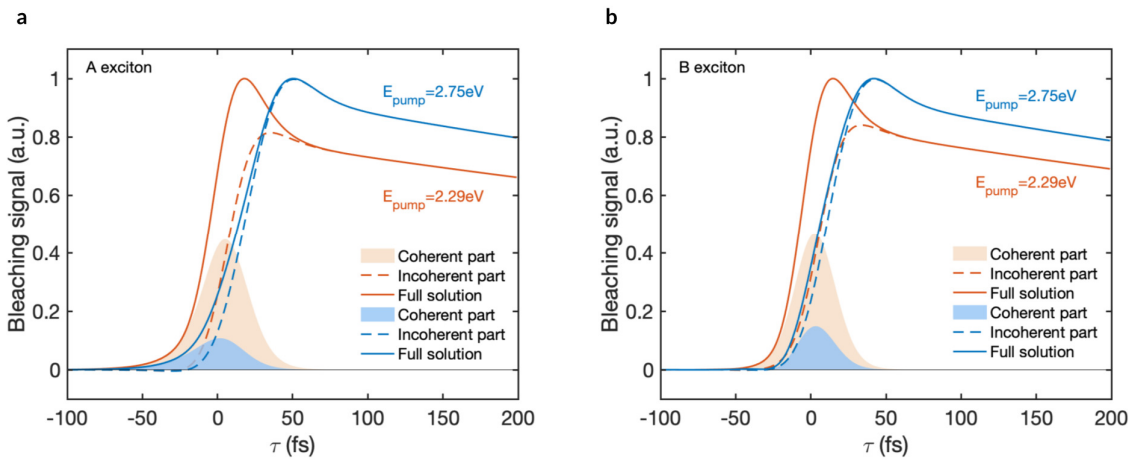 a
A exciton
E_pump=2.75eV
E_pump=2.29eV
Coherent part
Incoherent part
Full solution
Coherent part
Incoherent part
Full solution
Bleaching signal (a.u.)
1
0.8
0.6
0.4
0.2
0
-100 -50 0 50 100 150 200
τ (fs)
b
B exciton
E_pump=2.75eV
E_pump=2.29eV
Coherent part
Incoherent part
Full solution
Coherent part
Incoherent part
Full solution
Bleaching signal (a.u.)
1
0.8
0.6
0.4
0.2
0
-100 -50 0 50 100 150 200
τ (fs)